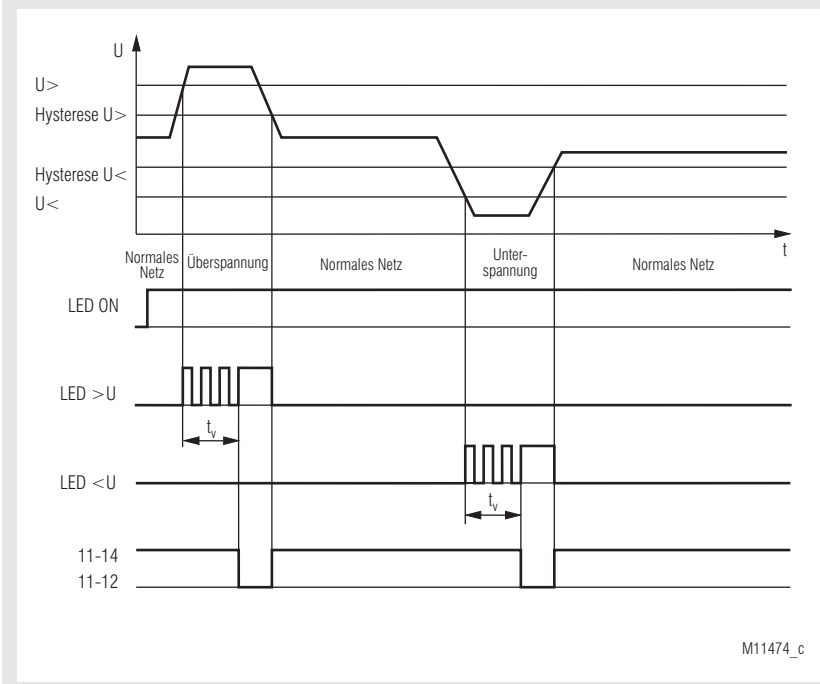 U
U>
Hysterese U>
Hysterese U<
U<
t
Normales
Netz
Überspannung
Normales Netz
Unter-
spannung
Normales Netz
LED ON
LED >U
tv
LED <U
tv
11-14
11-12
M11474_c